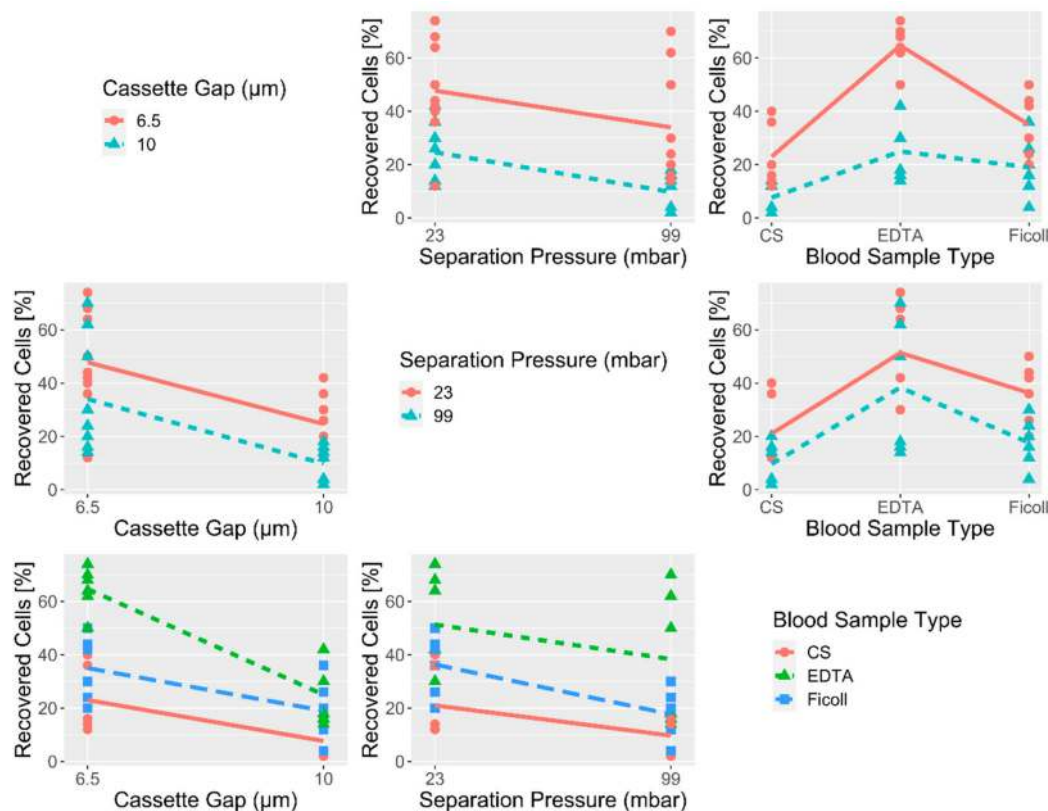 Cassette Gap (µm)
6.5
10
Recovered Cells [%]
60
40
20
0
23
99
Separation Pressure (mbar)
Recovered Cells [%]
60
40
20
0
CS
EDTA
Ficoll
Blood Sample Type
Recovered Cells [%]
60
40
20
0
6.5
10
Cassette Gap (µm)
Separation Pressure (mbar)
23
99
Recovered Cells [%]
60
40
20
0
CS
EDTA
Ficoll
Blood Sample Type
Recovered Cells [%]
60
40
20
0
6.5
10
Cassette Gap (µm)
Recovered Cells [%]
60
40
20
0
23
99
Separation Pressure (mbar)
Blood Sample Type
CS
EDTA
Ficoll